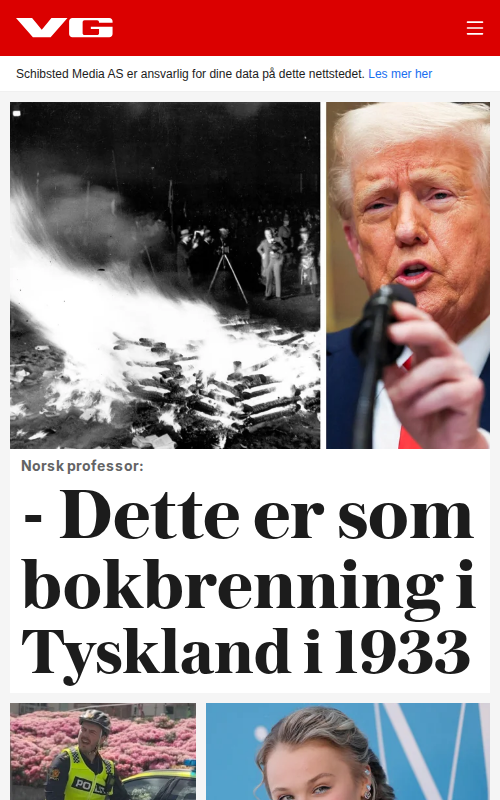 VG
Schibsted Media AS er ansvarlig for dine data på dette nettstedet. Les mer her
Norsk professor:
- Dette er som
bokbrenning i
Tyskland i 1933